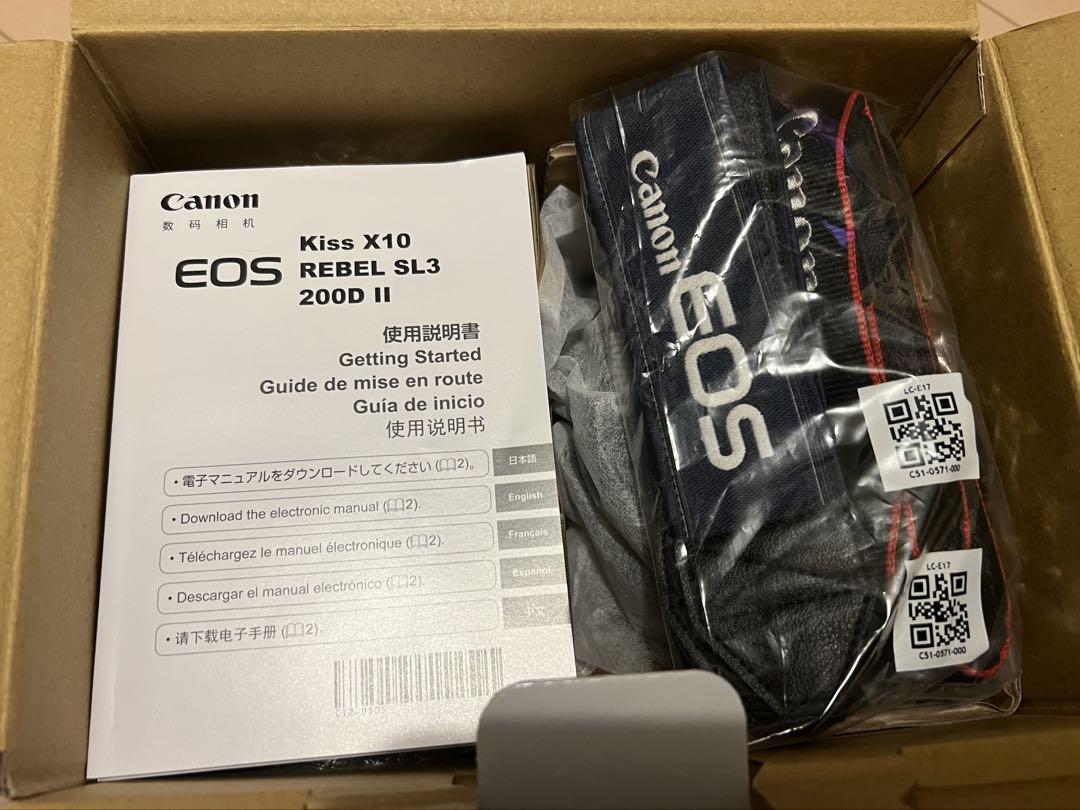 Canon
数 码 相 机
EOS
Kiss X10
REBEL SL3
200D II
使用説明書
Getting Started
Guide de mise en route
Guía de inicio
使用说明书
・電子マニュアルをダウンロードしてください (2)。
日本語
• Download the electronic manual (2).
English
• Téléchargez le manuel électronique (2).
Français
• Descargar el manual electrónico (2).
Español
• 请下载电子手册 (2)。
中文
Canon
EOS
Canon
LC-E17
C51-0571-000
LC-E17
C51-0571-000